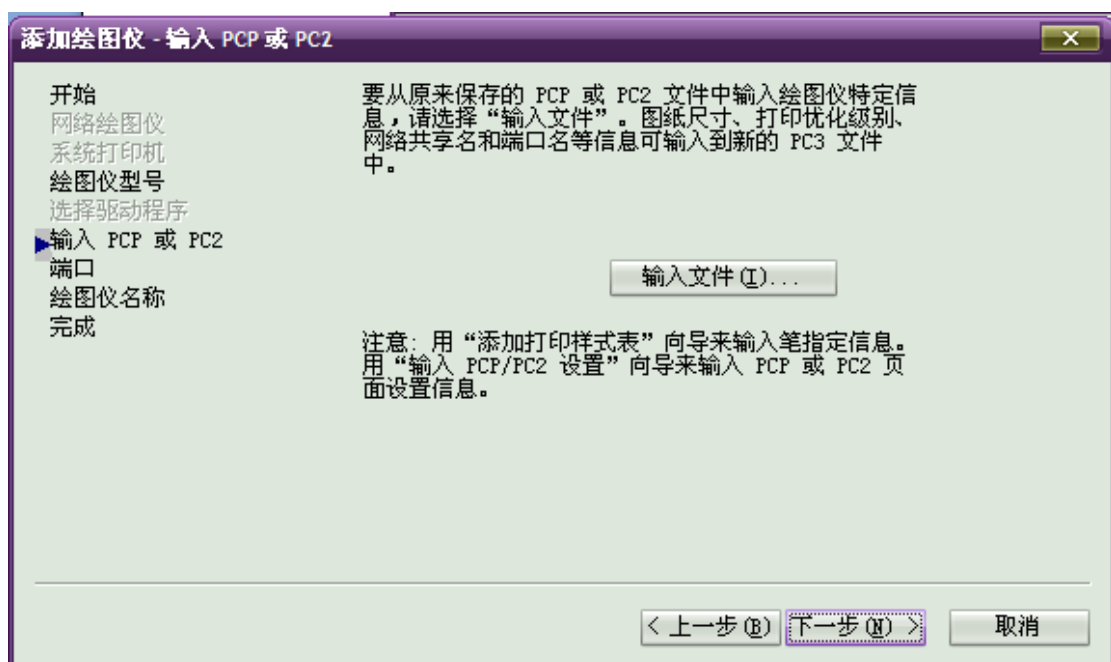 添加绘图仪 - 输入 PCP 或 PC2
开始
网络绘图仪
系统打印机
绘图仪型号
选择驱动程序
输入 PCP 或 PC2
端口
绘图仪名称
完成
要从原来保存的 PCP 或 PC2 文件中输入绘图仪特定信
息，请选择“输入文件”。图纸尺寸、打印优化级别、
网络共享名和端口名等信息可输入到新的 PC3 文件
中。
输入文件(I)...
注意: 用“添加打印样式表”向导来输入笔指定信息。
用“输入 PCP/PC2 设置”向导来输入 PCP 或 PC2 页
面设置信息。
< 上一步(B) 下一步(N) > 取消